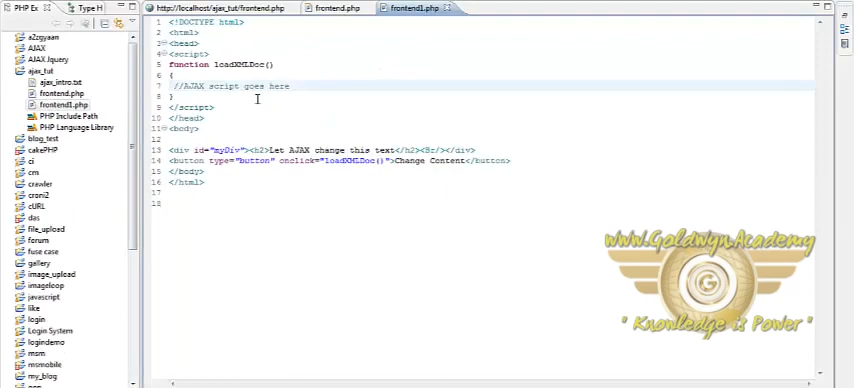 PHP Ex
Type H
http://localhost/ajax_tut/frontend.php
frontend.php
frontend1.php
a2zgyaan
AJAX
AJAX Jquery
ajax_tut
ajax_intro.txt
frontend.php
frontend1.php
PHP Include Path
PHP Language Library
blog_test
cakePHP
ci
cm
crawler
croni2
cURL
das
file_upload
forum
fuse case
gallery
image_upload
imageloop
javascript
like
login
Login System
logindemo
msm
msmobile
my_blog
1 <!DOCTYPE html>
2 <html>
3 <head>
4 <script>
5 function loadXMLDoc()
6 {
7 //AJAX script goes here
8 }
9 </script>
10 </head>
11 <body>
12
13 <div id="myDiv"><h2>Let AJAX change this text</h2><Br/></div>
14 <button type="button" onclick="loadXMLDoc()">Change Content</button>
15 </body>
16 </html>
17
18
www.Goldwyn.Academy
G
" Knowledge is Power "